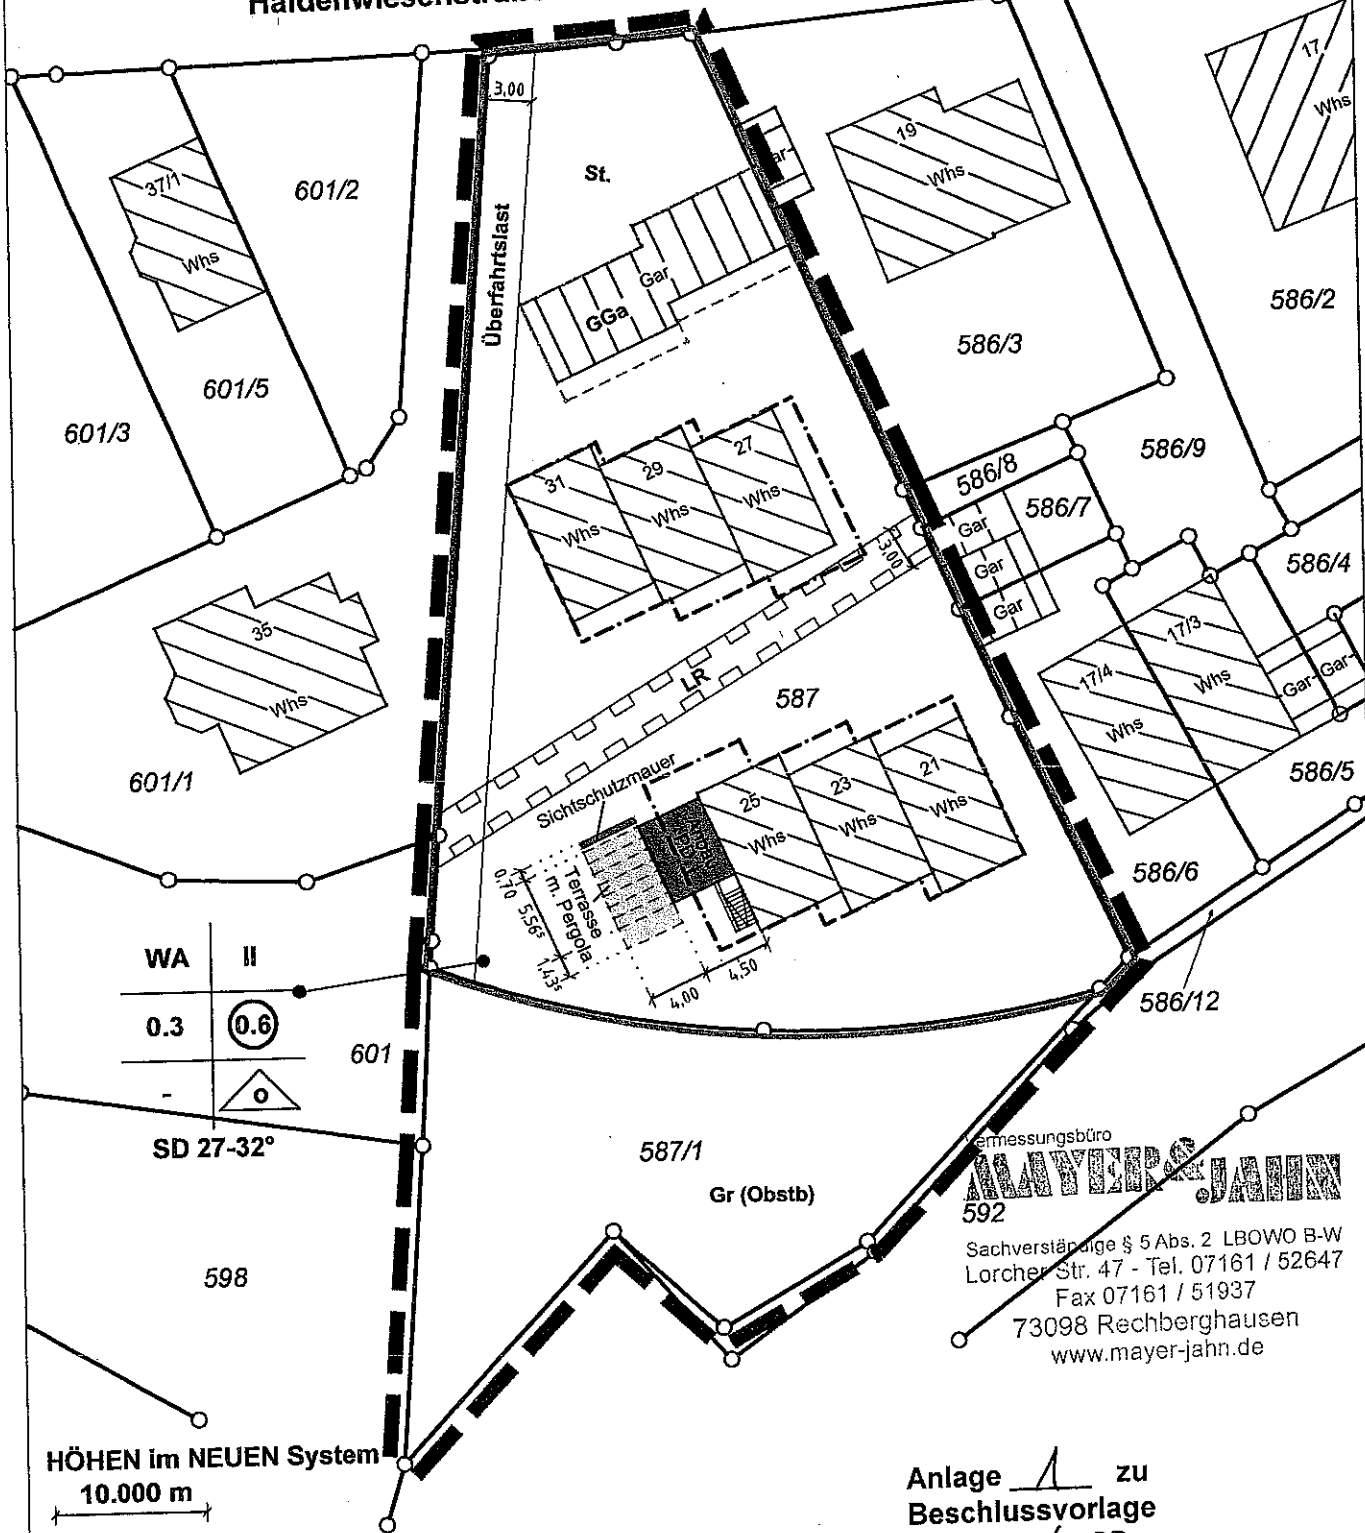 3,00
St.
Überfahrtslast
37/1
Whs
601/2
601/5
601/3
GGa
Gar
19
Whs
17
Whs
586/2
586/3
586/9
586/8
586/7
586/4
Gar
Gar
Gar
31
29
27
Whs
Whs
Whs
3,00
LR
587
35
Whs
601/1
17/4
17/3
Whs
Whs
Gar
Gar
586/5
586/6
586/12
Sichtschutzmauer
25
23
21
Whs
Whs
Whs
Terrasse
m. Pergola
0,70
5,56⁵
1,43⁵
4,00
4,50
WA II
0.3 0.6
- o
SD 27-32°
601
587/1
Gr (Obstb)
598
592
MAYER & JAHN
Sachverständige § 5 Abs. 2 LBOWO B-W
Lorcher Str. 47 - Tel. 07161 / 52647
Fax 07161 / 51937
73098 Rechberghausen
www.mayer-jahn.de
HÖHEN im NEUEN System
10.000 m
Anlage 1 zu
Beschlussvorlage